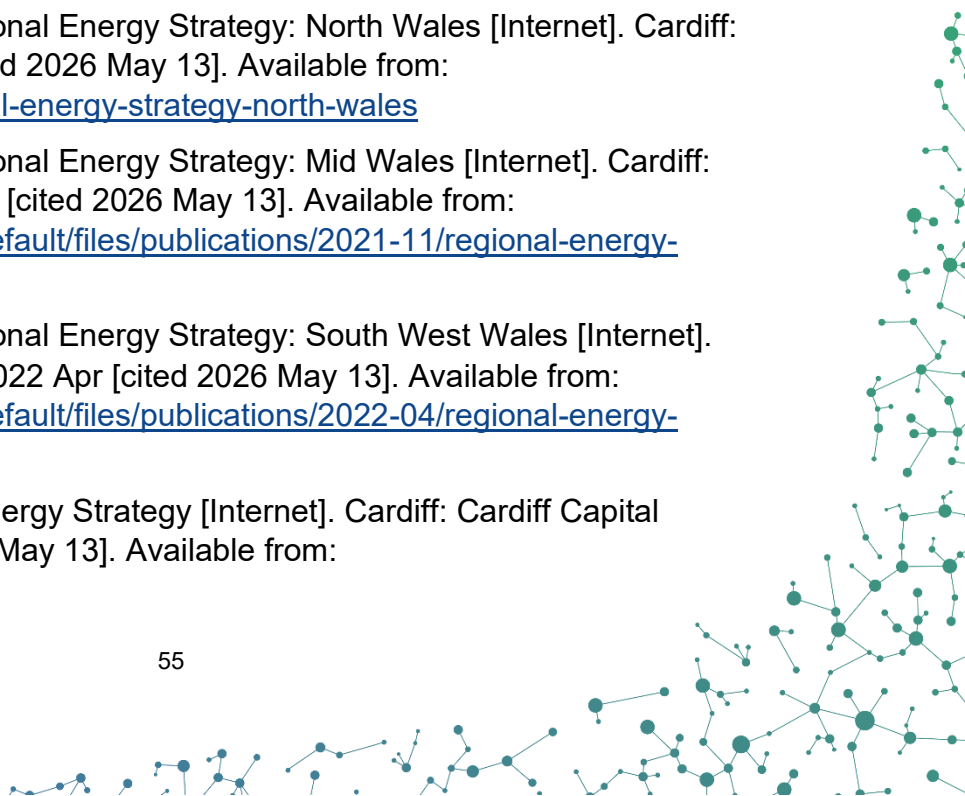 onal Energy Strategy: North Wales [Internet]. Cardiff:
d 2026 May 13]. Available from:
l-energy-strategy-north-wales
onal Energy Strategy: Mid Wales [Internet]. Cardiff:
[cited 2026 May 13]. Available from:
efault/files/publications/2021-11/regional-energy-
onal Energy Strategy: South West Wales [Internet].
022 Apr [cited 2026 May 13]. Available from:
efault/files/publications/2022-04/regional-energy-
ergy Strategy [Internet]. Cardiff: Cardiff Capital
May 13]. Available from:
55